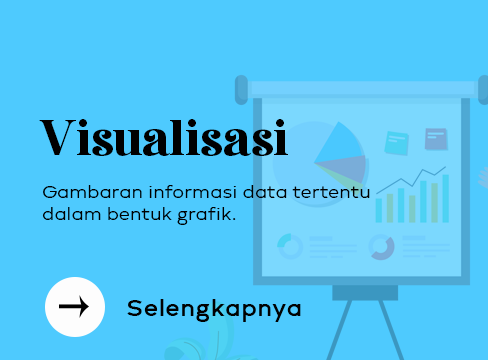 Visualisasi
Gambaran informasi data tertentu
dalam bentuk grafik.
Selengkapnya